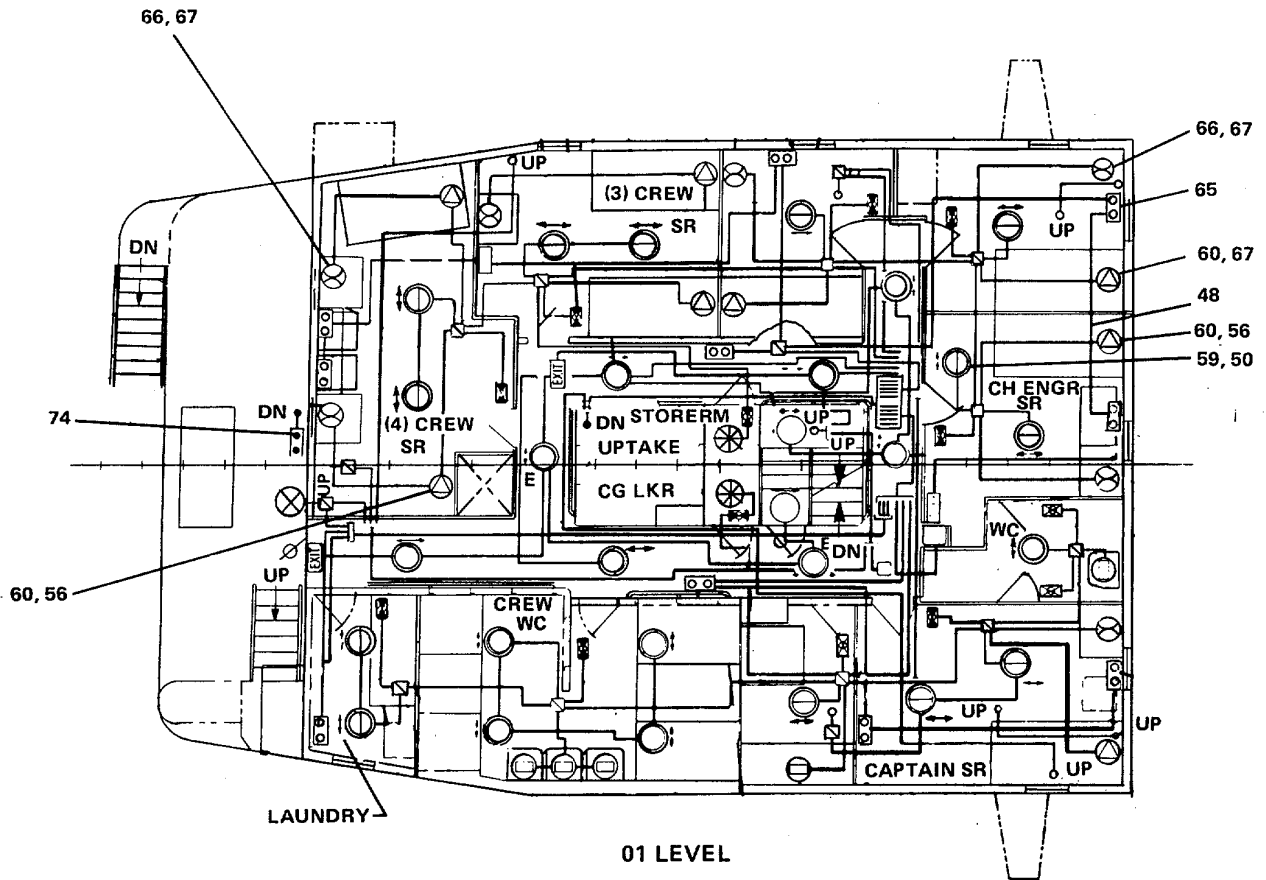 66, 67
UP
(3) CREW
SR
66, 67
65
UP
DN
60, 67
48
60, 56
59, 50
EXIT
CH ENGR
SR
74
DN
(4) CREW
SR
DN
STORERM
UP
UP
UPTAKE
E
CG LKR
UP
WC
E
DN
EXIT
UP
60, 56
CREW
WC
UP
UP
CAPTAIN SR
UP
LAUNDRY
01 LEVEL